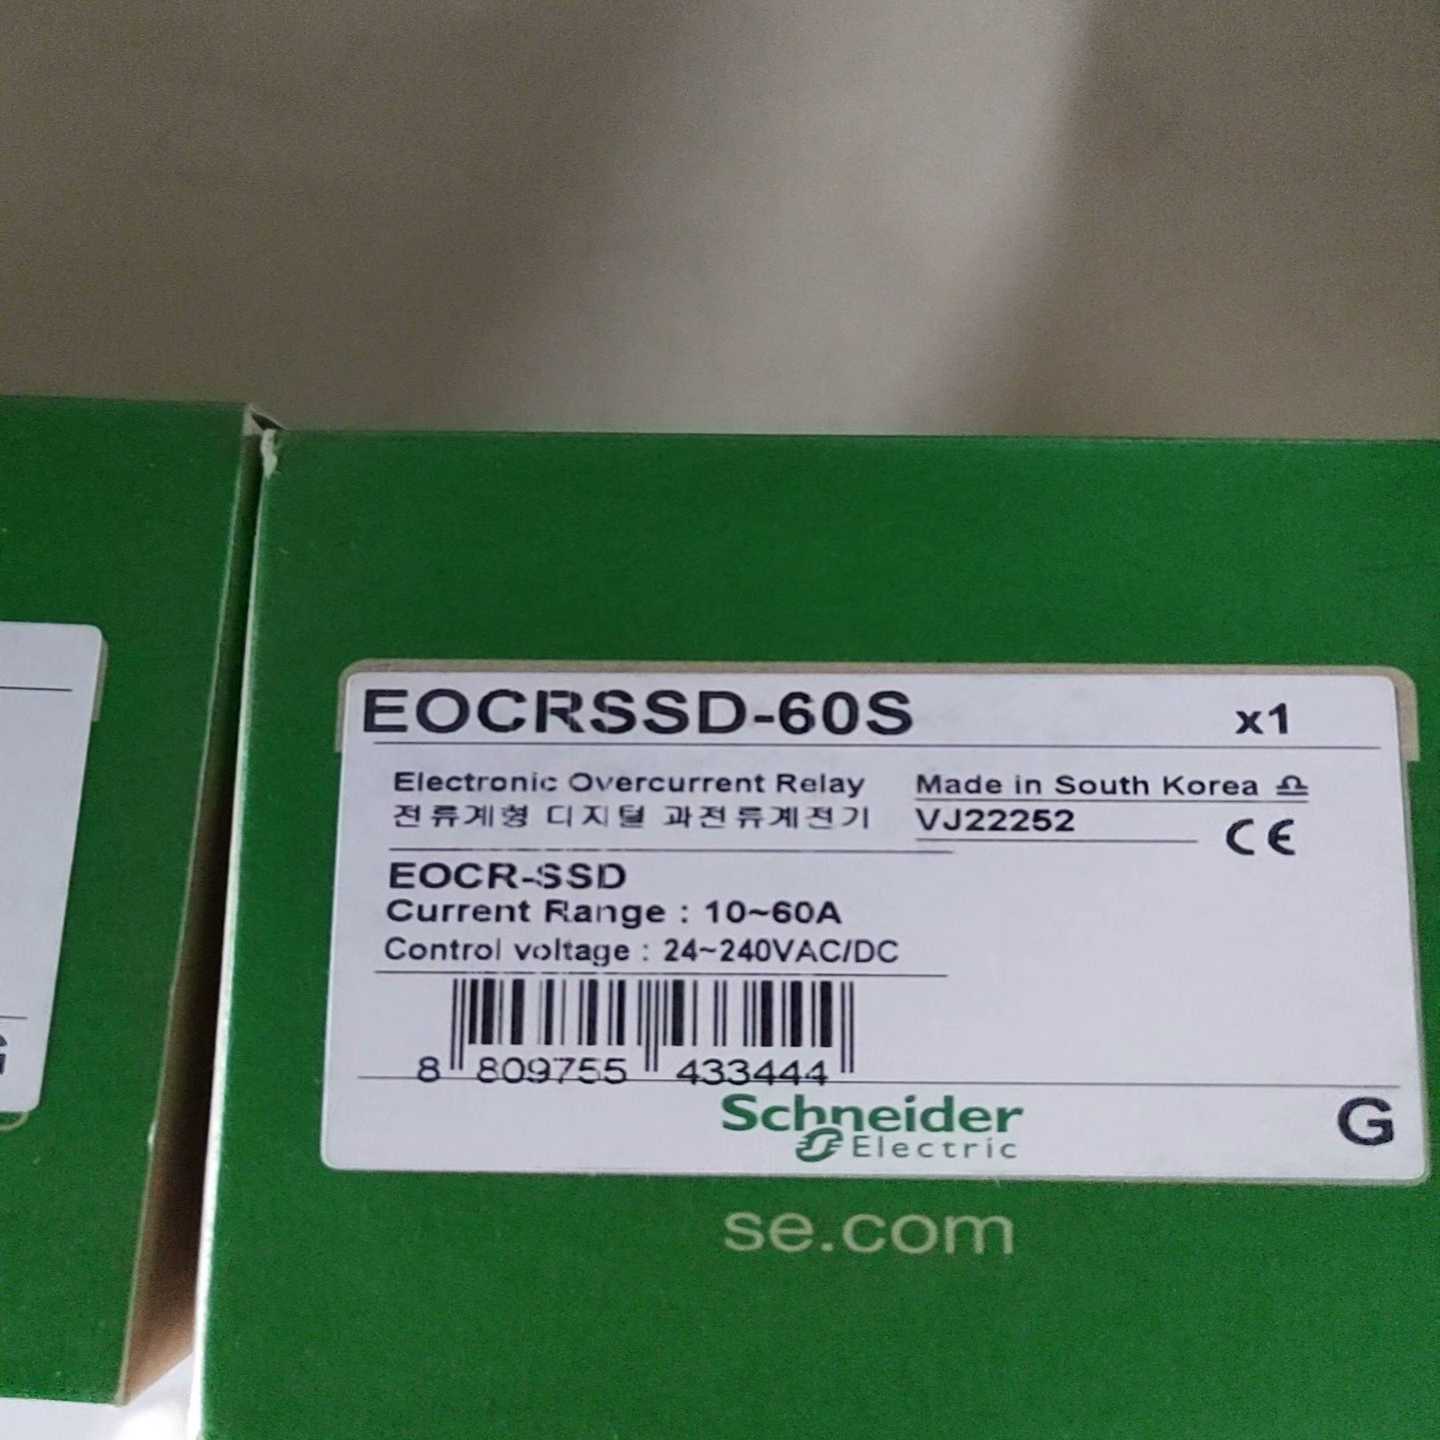 EOCRSSD-60S x1
Electronic Overcurrent Relay Made in South Korea
전류계형 디지털 과전류계전기 VJ22252
CE
EOCR-SSD
Current Range : 10~60A
Control voltage : 24~240VAC/DC
8 809755 433444
Schneider
Electric
G
se.com